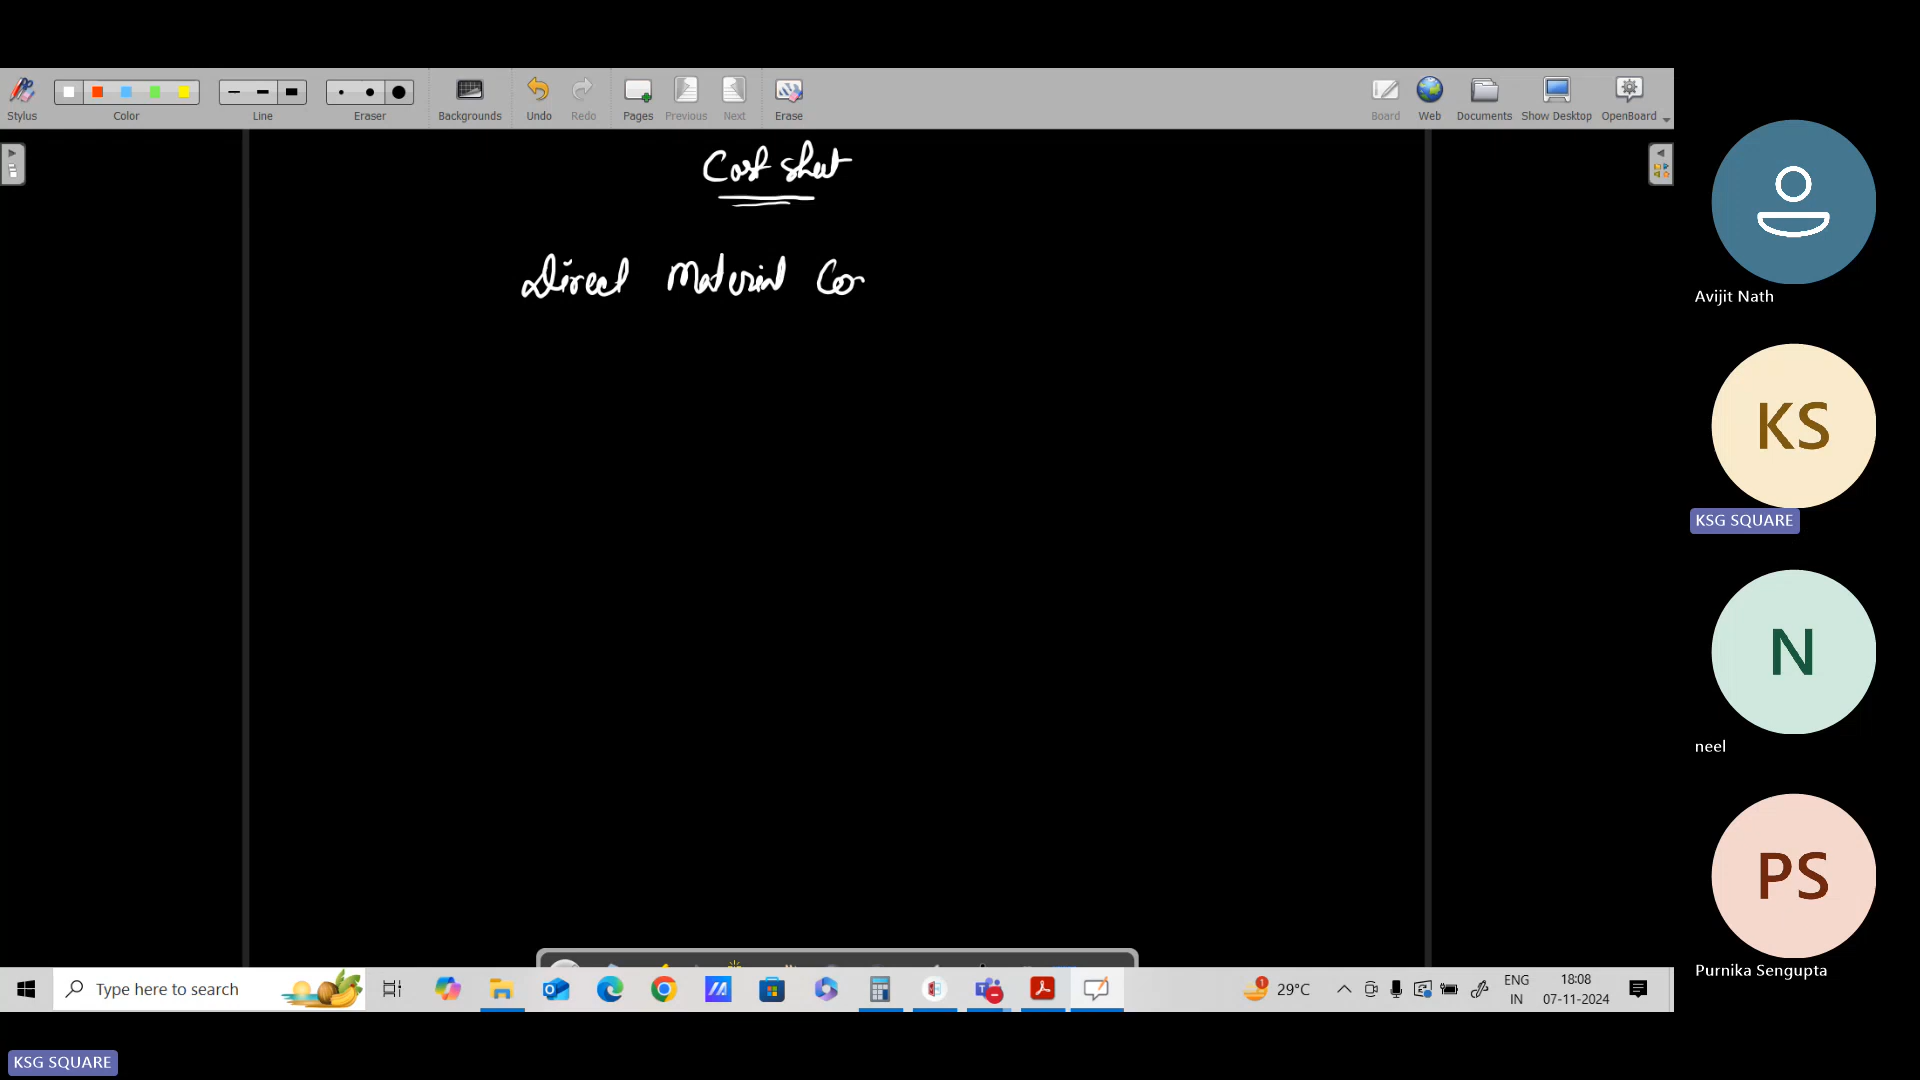 Stylus
Color
Line
Eraser
Backgrounds
Undo
Redo
Pages
Previous
Next
Erase
Board
Web
Documents
Show Desktop
OpenBoard
Cost sheet
Direct Material Co
Avijit Nath
KS
KSG SQUARE
N
neel
PS
Purnika Sengupta
Type here to search
1
29°C
ENG
IN
18:08
07-11-2024
KSG SQUARE